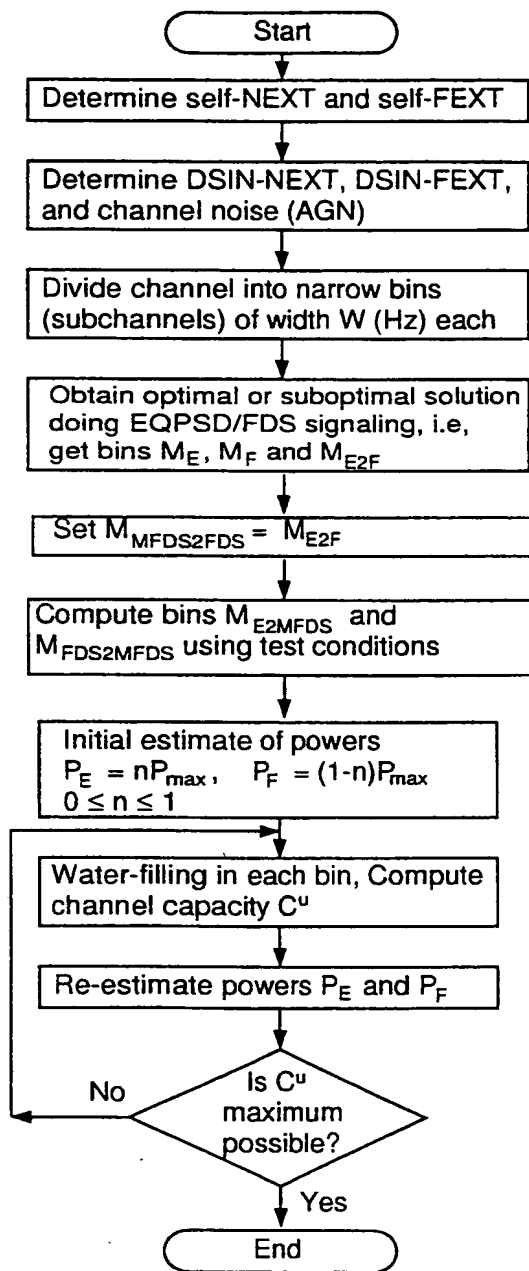 Start
Determine self-NEXT and self-FEXT
Determine DSIN-NEXT, DSIN-FEXT,
and channel noise (AGN)
Divide channel into narrow bins
(subchannels) of width W (Hz) each
Obtain optimal or suboptimal solution
doing EQPSD/FDS signaling, i.e,
get bins M_E, M_F and M_E2F
Set M_MFDS2FDS = M_E2F
Compute bins M_E2MFDS and
M_FDS2MFDS using test conditions
Initial estimate of powers
P_E = nP_max, P_F = (1-n)P_max
0 ≤ n ≤ 1
Water-filling in each bin, Compute
channel capacity C^u
Re-estimate powers P_E and P_F
Is C^u
maximum
possible?
No
Yes
End